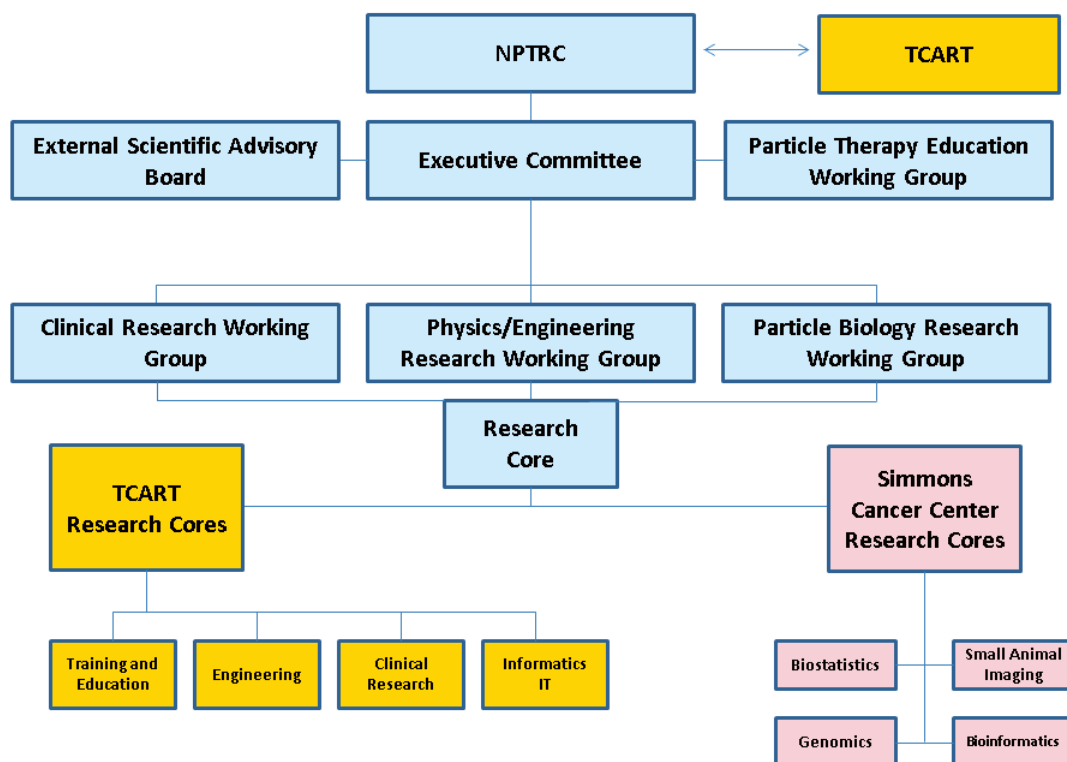 NPTRC
TCART
External Scientific Advisory
Board
Executive Committee
Particle Therapy Education
Working Group
Clinical Research Working
Group
Physics/Engineering
Research Working Group
Particle Biology Research
Working Group
Research
Core
TCART
Research Cores
Simmons
Cancer Center
Research Cores
Training and
Education
Engineering
Clinical
Research
Informatics
IT
Biostatistics
Small Animal
Imaging
Genomics
Bioinformatics